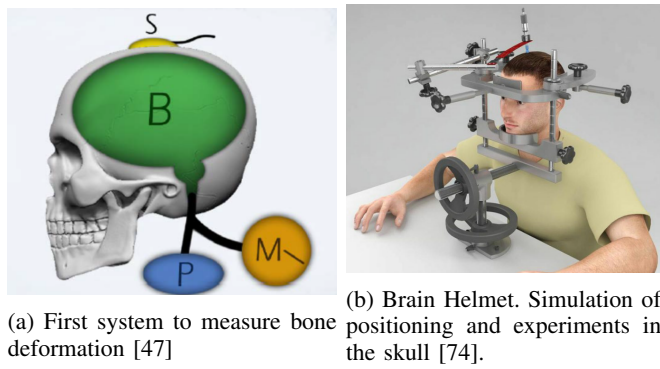 S
B
P
M
(a) First system to measure bone
deformation [47]
(b) Brain Helmet. Simulation of
positioning and experiments in
the skull [74].